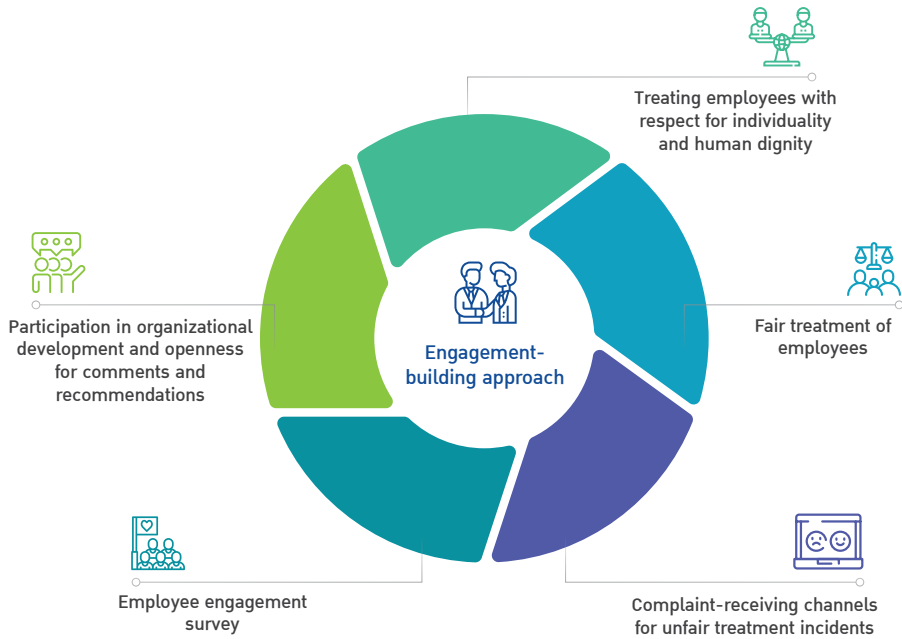 Treating employees with
respect for individuality
and human dignity
Fair treatment of
employees
Engagement-
building approach
Participation in organizational
development and openness
for comments and
recommendations
Employee engagement
survey
Complaint-receiving channels
for unfair treatment incidents